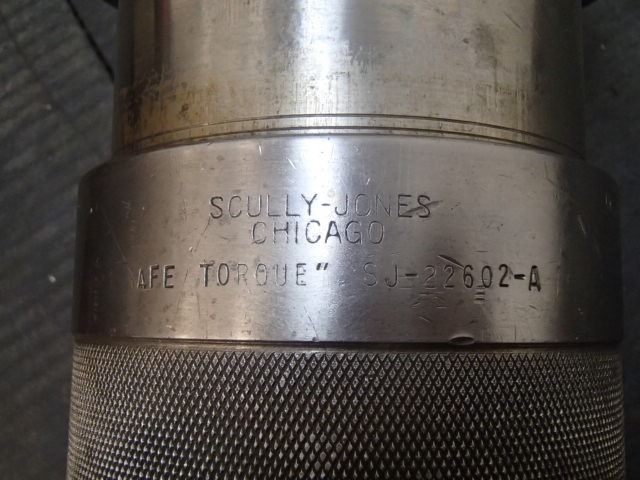 SCULLY-JONES
CHICAGO
AFE TORQUE" SJ-22602-A